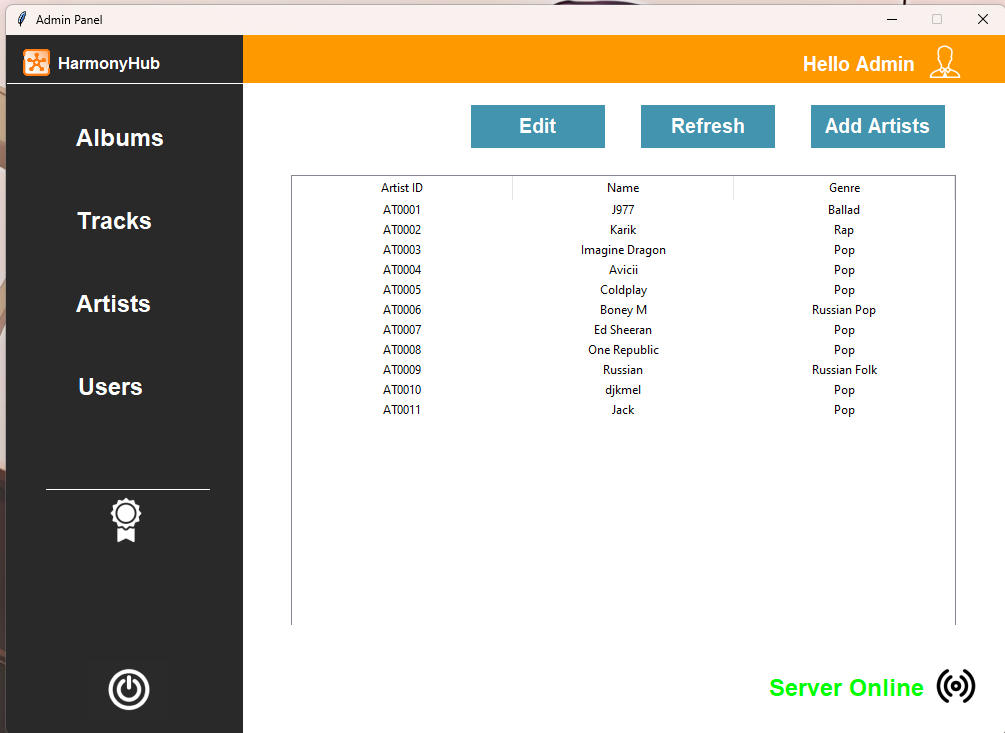 Admin Panel
HarmonyHub
Hello Admin
Albums
Tracks
Artists
Users
Edit Refresh Add Artists
Artist ID Name Genre
AT0001 J977 Ballad
AT0002 Karik Rap
AT0003 Imagine Dragon Pop
AT0004 Avicii Pop
AT0005 Coldplay Pop
AT0006 Boney M Russian Pop
AT0007 Ed Sheeran Pop
AT0008 One Republic Pop
AT0009 Russian Russian Folk
AT0010 djkmel Pop
AT0011 Jack Pop
Server Online